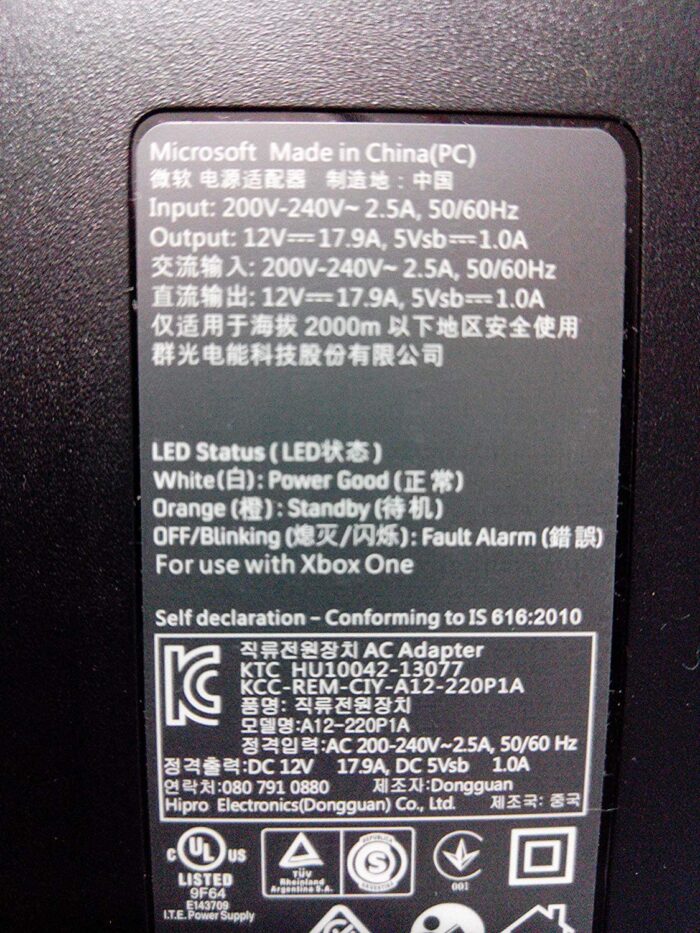 Microsoft Made in China(PC)
微软 电源适配器 制造地：中国
Input: 200V-240V~ 2.5A, 50/60Hz
Output: 12V⎓17.9A, 5Vsb⎓1.0A
交流输入: 200V-240V~ 2.5A, 50/60Hz
直流输出: 12V⎓17.9A, 5Vsb⎓1.0A
仅适用于海拔 2000m 以下地区安全使用
群光电能科技股份有限公司
LED Status ( LED状态 )
White(白) : Power Good (正常)
Orange (橙) : Standby (待机)
OFF/Blinking (熄灭/闪烁) : Fault Alarm (錯誤)
For use with Xbox One
Self declaration – Conforming to IS 616:2010
직류전원장치 AC Adapter
KTC HU10042-13077
KCC-REM-CIY-A12-220P1A
품명: 직류전원장치
모델명:A12-220P1A
정격입력:AC 200-240V~2.5A, 50/60 Hz
정격출력:DC 12V 17.9A, DC 5Vsb 1.0A
연락처:080 791 0880 제조자:Dongguan
Hipro Electronics(Dongguan) Co., Ltd. 제조국: 중국
c UL US
LISTED
9F64
E143709
I.T.E. Power Supply
TÜV
Rheinland
Argentina S.A.
REPUBLICA
S
ARGENTINA
001